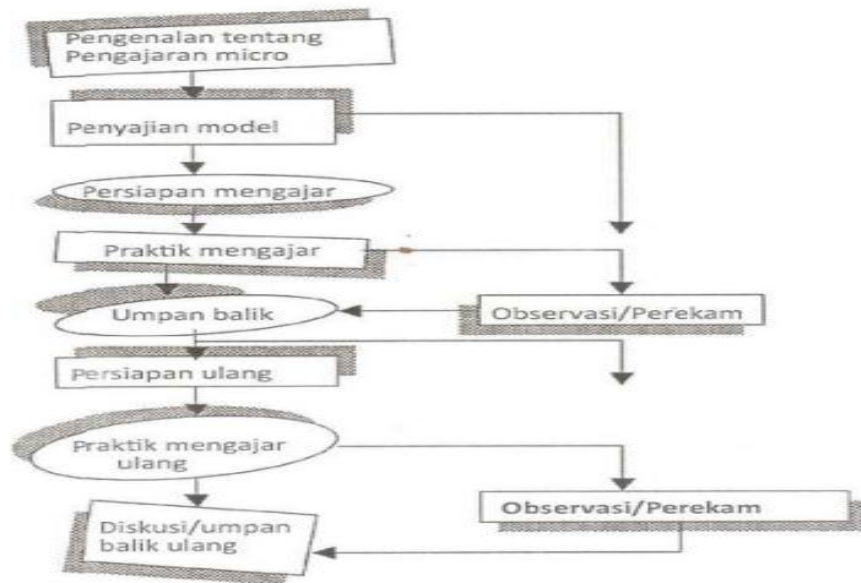 Pengenalan tentang
Pengajaran micro
Penyajian model
Persiapan mengajar
Praktik mengajar
Umpan balik
Observasi/Perekam
Persiapan ulang
Praktik mengajar
ulang
Observasi/Perekam
Diskusi/umpan
balik ulang